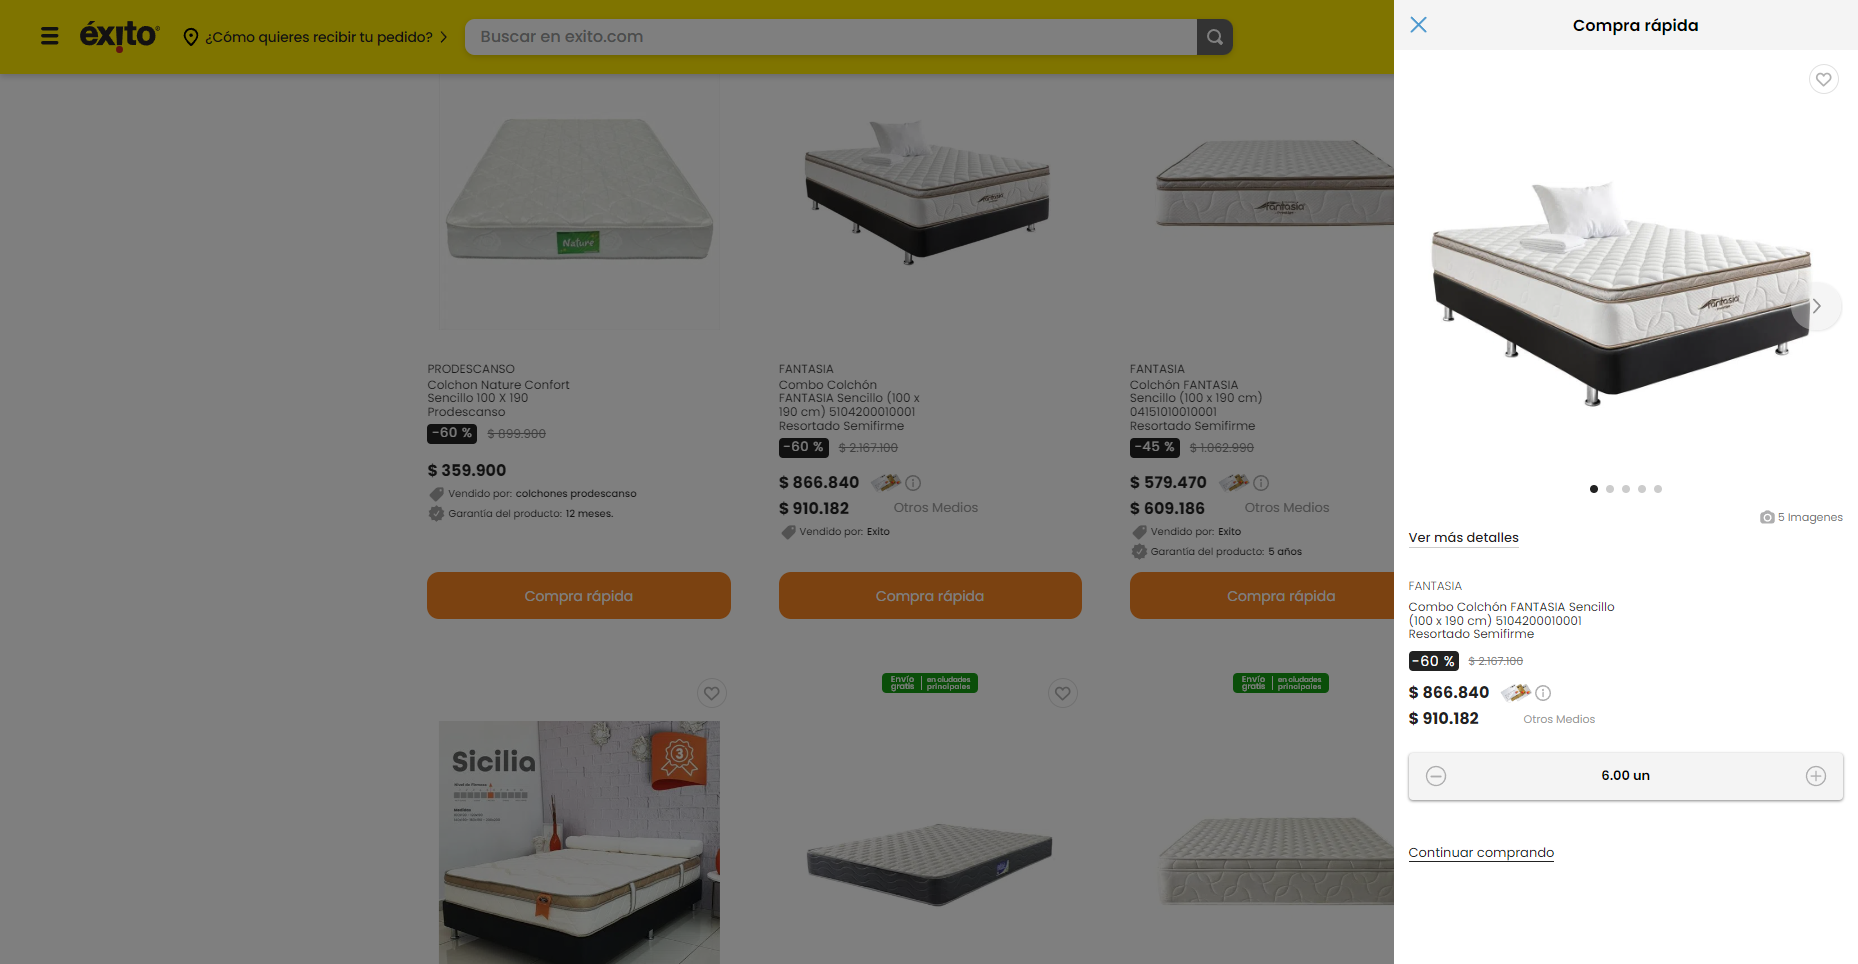 éxito
¿Cómo quieres recibir tu pedido?
Buscar en exito.com
Nature
PRODESCANSO
Colchon Nature Confort
Sencillo 100 X 190
Prodescanso
-60 % $ 899.900
$ 359.900
Vendido por: colchones prodescanso
Garantía del producto: 12 meses.
Compra rápida
fantasia
FANTASIA
Combo Colchón
FANTASIA Sencillo (100 x
190 cm) 5104200010001
Resortado Semifirme
-60 % $ 2.167.100
$ 866.840
$ 910.182 Otros Medios
Vendido por: Exito
Compra rápida
fantasia
FANTASIA
Colchón FANTASIA
Sencillo (100 x 190 cm)
04151010010001
Resortado Semifirme
-45 % $ 1.062.990
$ 579.470
$ 609.186 Otros Medios
Vendido por: Exito
Garantía del producto: 5 años
Compra rápida
Sicilia
3
Envío gratis en ciudades principales
Envío gratis en ciudades principales
Compra rápida
fantasia
5 Imagenes
Ver más detalles
FANTASIA
Combo Colchón FANTASIA Sencillo
(100 x 190 cm) 5104200010001
Resortado Semifirme
-60 % $ 2.167.100
$ 866.840
$ 910.182 Otros Medios
6.00 un
Continuar comprando